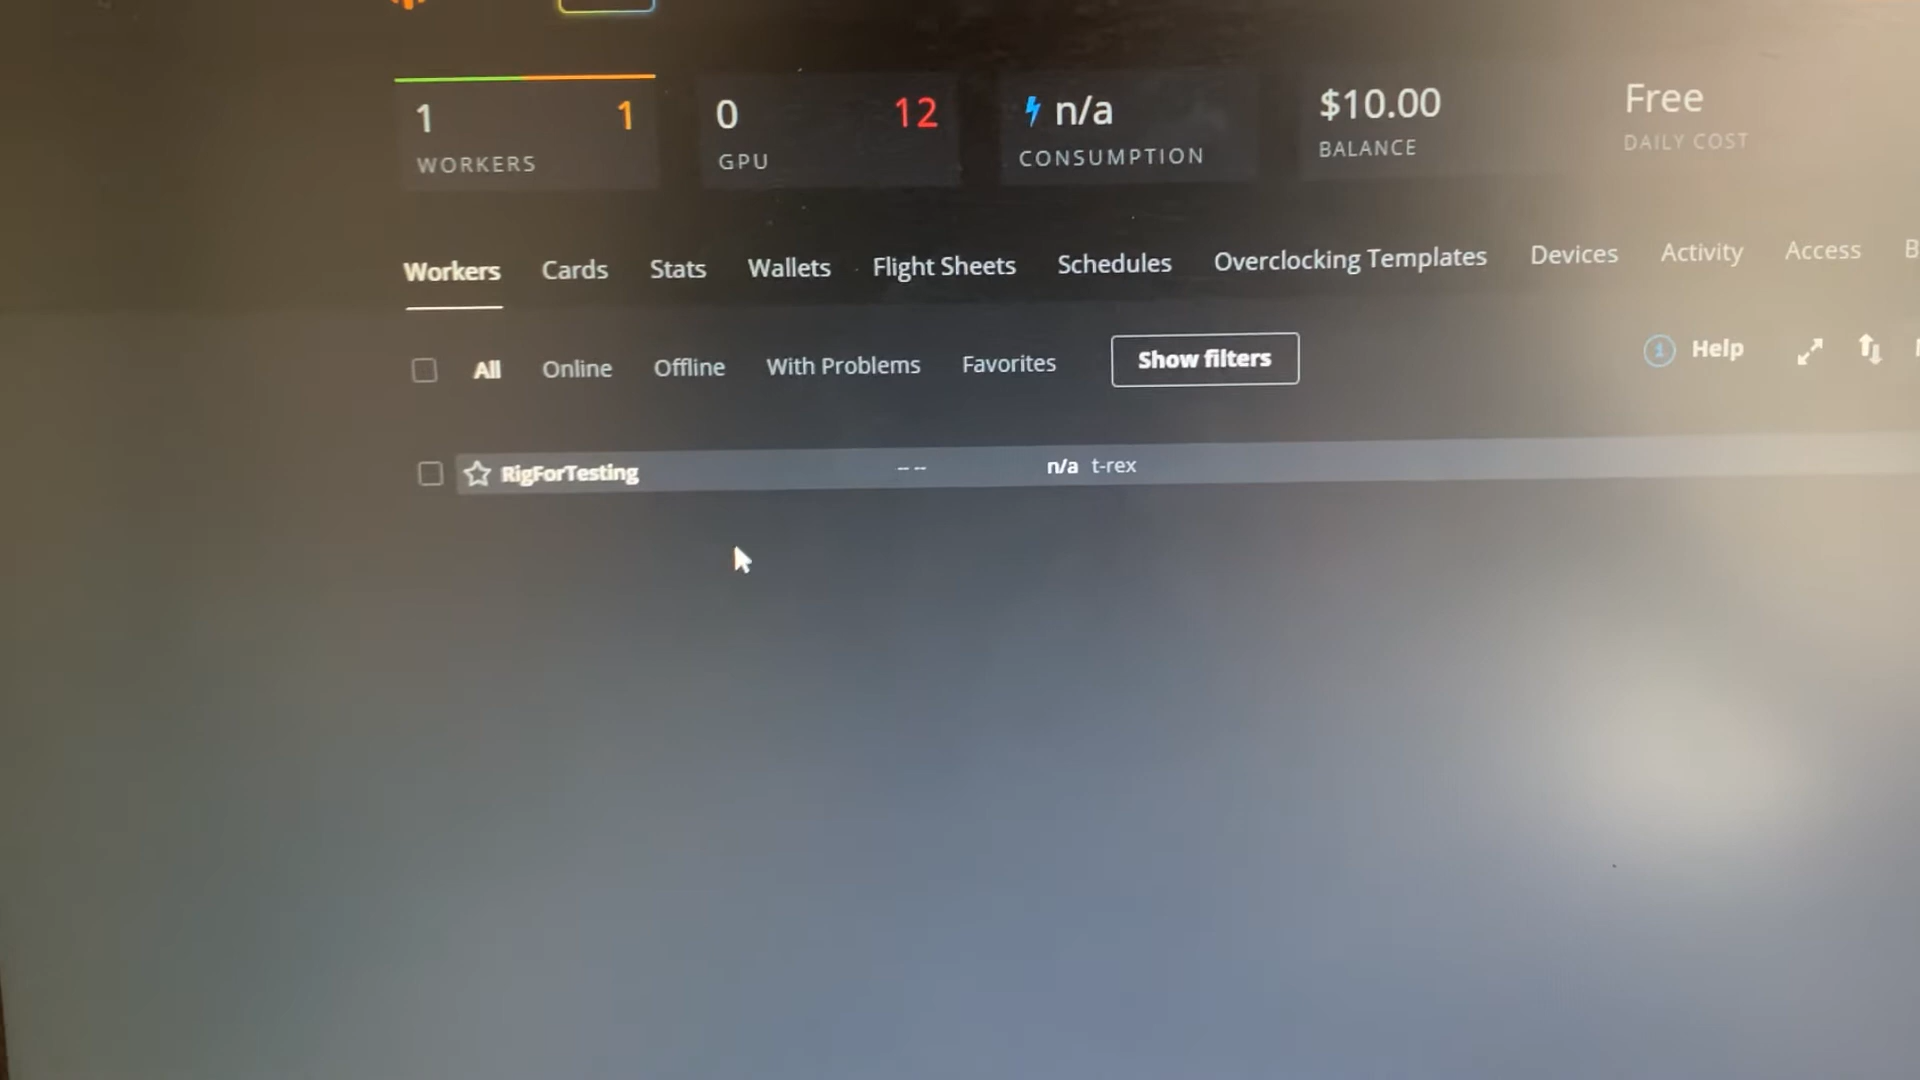 1 1 0 12 n/a $10.00 Free
WORKERS GPU CONSUMPTION BALANCE DAILY COST
Workers Cards Stats Wallets Flight Sheets Schedules Overclocking Templates Devices Activity Access
All Online Offline With Problems Favorites Show filters Help
RigForTesting -- n/a t-rex